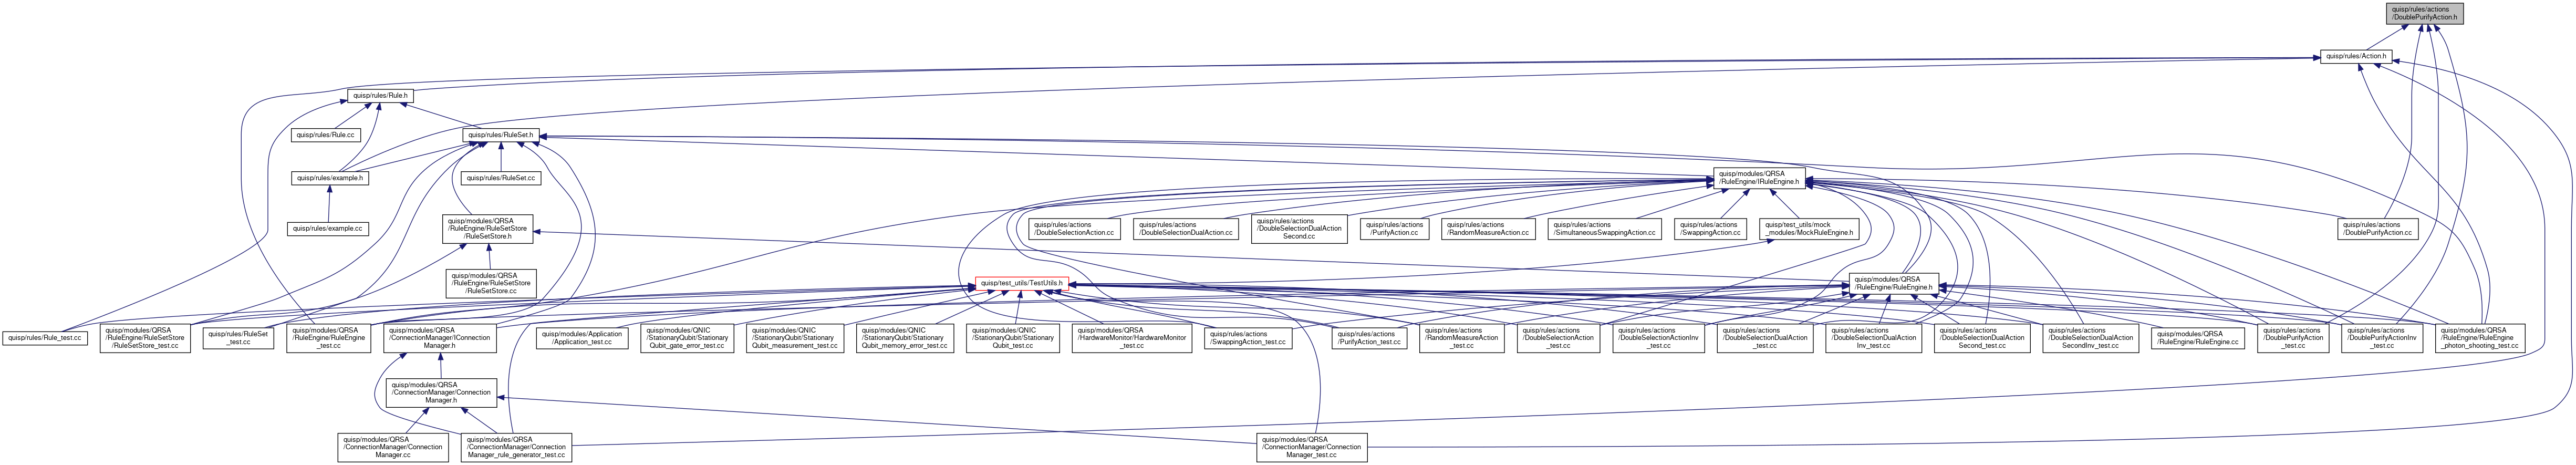 quisp/rules/actions
/DoublePurifyAction.h
quisp/rules/Action.h
quisp/rules/Rule.h
quisp/rules/Rule.cc
quisp/rules/RuleSet.h
quisp/rules/example.h
quisp/rules/RuleSet.cc
quisp/modules/QRSA
/RuleEngine/IRuleEngine.h
quisp/rules/example.cc
quisp/modules/QRSA
/RuleEngine/RuleSetStore
/RuleSetStore.h
quisp/rules/actions
/DoubleSelectionAction.cc
quisp/rules/actions
/DoubleSelectionDualAction.cc
quisp/rules/actions
/DoubleSelectionDualAction
Second.cc
quisp/rules/actions
/PurifyAction.cc
quisp/rules/actions
/RandomMeasureAction.cc
quisp/rules/actions
/SimultaneousSwappingAction.cc
quisp/rules/actions
/SwappingAction.cc
quisp/test_utils/mock
_modules/MockRuleEngine.h
quisp/rules/actions
/DoublePurifyAction.cc
quisp/modules/QRSA
/RuleEngine/RuleSetStore
/RuleSetStore.cc
quisp/test_utils/TestUtils.h
quisp/modules/QRSA
/RuleEngine/RuleEngine.h
quisp/rules/Rule_test.cc
quisp/modules/QRSA
/RuleEngine/RuleSetStore
/RuleSetStore_test.cc
quisp/rules/RuleSet
_test.cc
quisp/modules/QRSA
/RuleEngine/RuleEngine
_test.cc
quisp/modules/QRSA
/ConnectionManager/IConnection
Manager.h
quisp/modules/Application
/Application_test.cc
quisp/modules/QNIC
/StationaryQubit/Stationary
Qubit_gate_error_test.cc
quisp/modules/QNIC
/StationaryQubit/Stationary
Qubit_measurement_test.cc
quisp/modules/QNIC
/StationaryQubit/Stationary
Qubit_memory_error_test.cc
quisp/modules/QNIC
/StationaryQubit/Stationary
Qubit_test.cc
quisp/modules/QRSA
/HardwareMonitor/HardwareMonitor
_test.cc
quisp/rules/actions
/SwappingAction_test.cc
quisp/rules/actions
/PurifyAction_test.cc
quisp/rules/actions
/RandomMeasureAction
_test.cc
quisp/rules/actions
/DoubleSelectionAction
_test.cc
quisp/rules/actions
/DoubleSelectionActionInv
_test.cc
quisp/rules/actions
/DoubleSelectionDualAction
_test.cc
quisp/rules/actions
/DoubleSelectionDualAction
Inv_test.cc
quisp/rules/actions
/DoubleSelectionDualAction
Second_test.cc
quisp/rules/actions
/DoubleSelectionDualAction
SecondInv_test.cc
quisp/modules/QRSA
/RuleEngine/RuleEngine.cc
quisp/rules/actions
/DoublePurifyAction
_test.cc
quisp/rules/actions
/DoublePurifyActionInv
_test.cc
quisp/modules/QRSA
/RuleEngine/RuleEngine
_photon_shooting_test.cc
quisp/modules/QRSA
/ConnectionManager/Connection
Manager.h
quisp/modules/QRSA
/ConnectionManager/Connection
Manager.cc
quisp/modules/QRSA
/ConnectionManager/Connection
Manager_rule_generator_test.cc
quisp/modules/QRSA
/ConnectionManager/Connection
Manager_test.cc